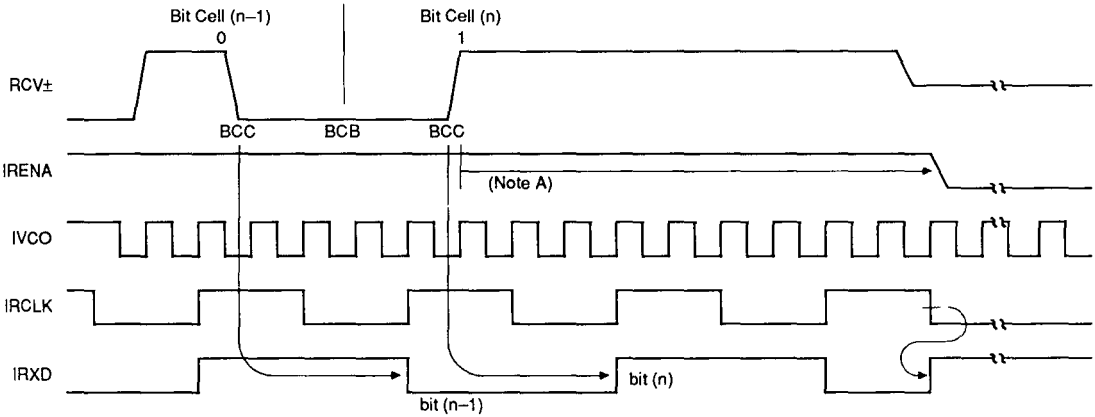 Bit Cell (n–1)
0
Bit Cell (n)
1
RCV±
BCC
BCB
BCC
IRENA
(Note A)
IVCO
IRCLK
IRXD
bit (n–1)
bit (n)